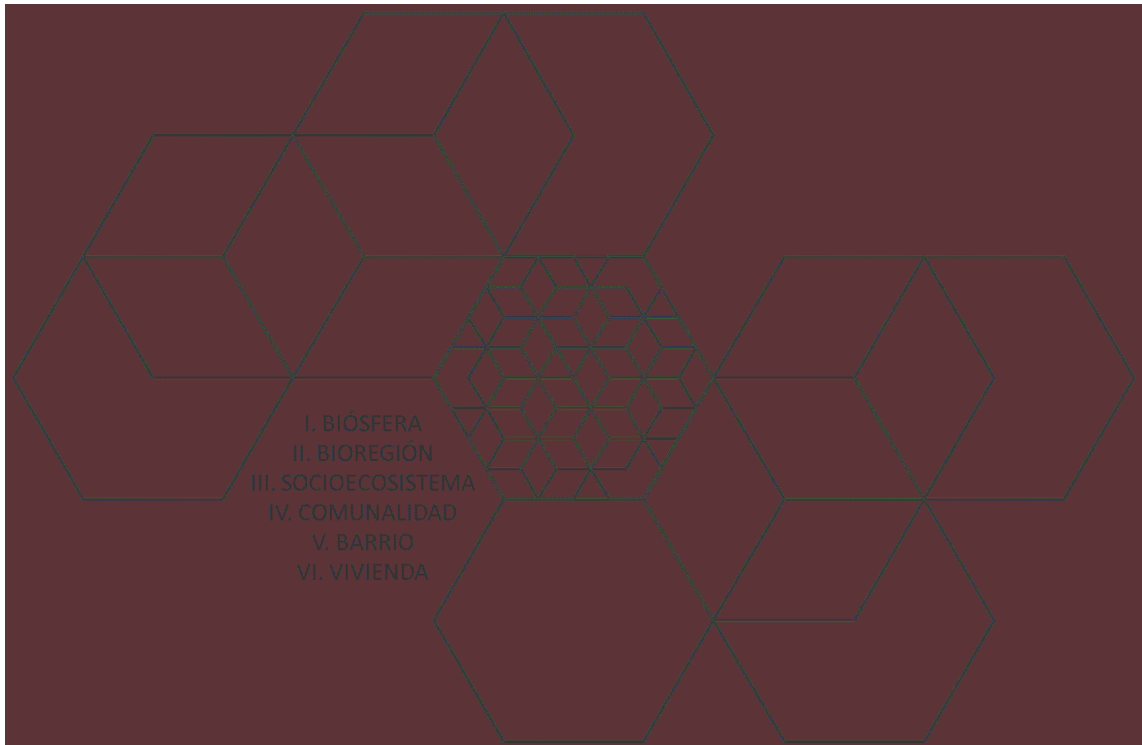 I. BIÓSFERA
II. BIOREGIÓN
III. SOCIOECOSISTEMA
IV. COMUNALIDAD
V. BARRIO
VI. VIVIENDA